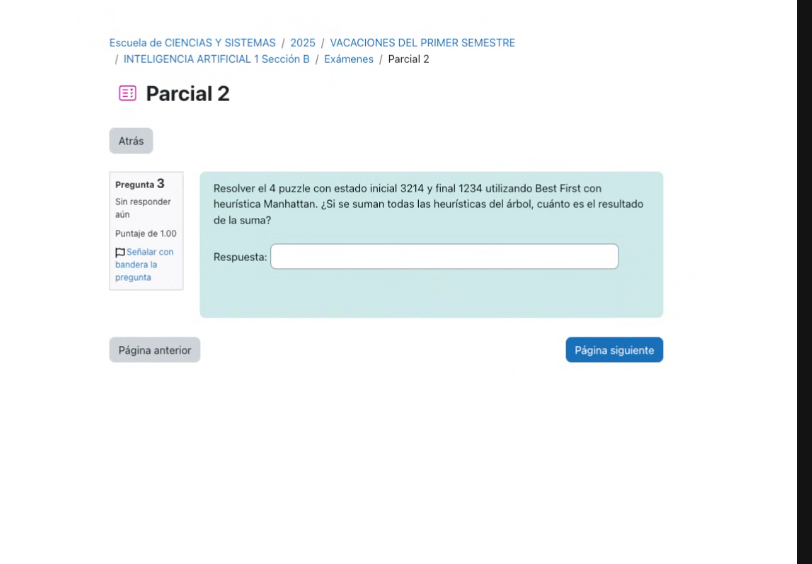 Escuela de CIENCIAS Y SISTEMAS / 2025 / VACACIONES DEL PRIMER SEMESTRE
/ INTELIGENCIA ARTIFICIAL 1 Sección B / Exámenes / Parcial 2
Parcial 2
Atrás
Pregunta 3
Sin responder
aún
Puntaje de 1.00
Señalar con
bandera la
pregunta
Resolver el 4 puzzle con estado inicial 3214 y final 1234 utilizando Best First con
heurística Manhattan. ¿Si se suman todas las heurísticas del árbol, cuánto es el resultado
de la suma?
Respuesta:
Página anterior
Página siguiente